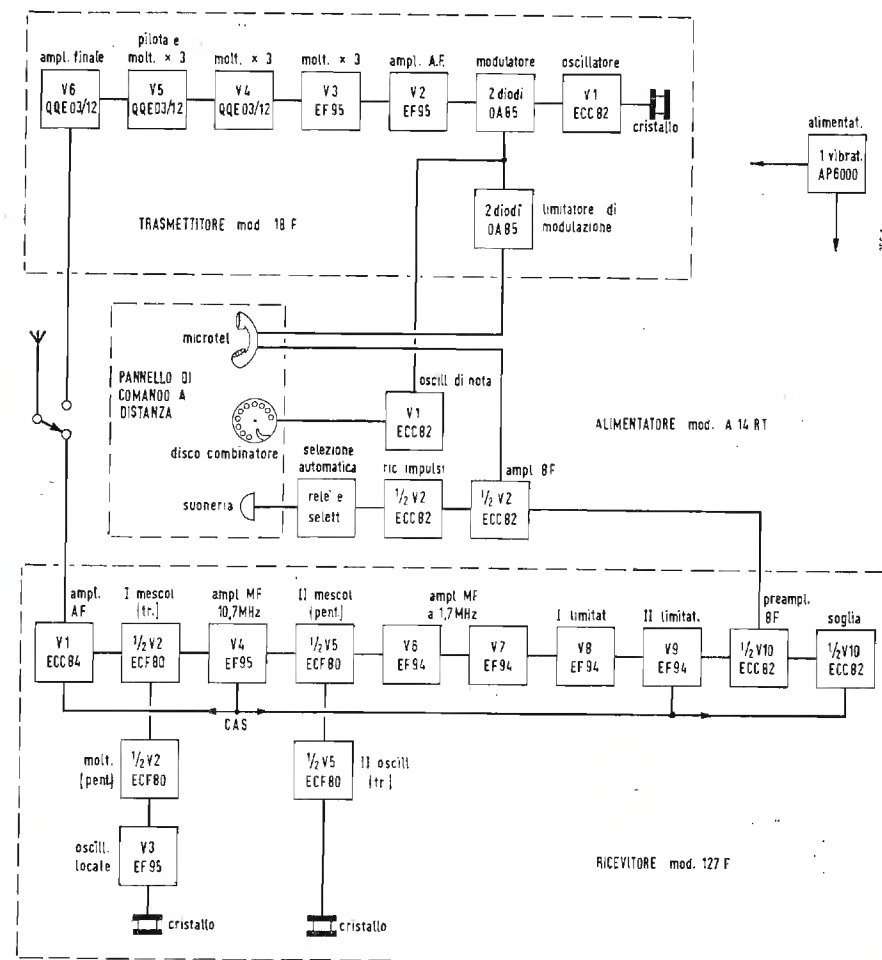 pilota e
ampl. finale
molt. × 3
molt. × 3
molt. × 3
ampl. A.F.
modulatore
oscillatore
V6
QQE03/12
V5
QQE03/12
V4
QQE03/12
V3
EF95
V2
EF95
2 diodi
OA85
V1
ECC82
cristallo
alimentat.
1 vibrat.
AP6000
TRASMETTITORE mod. 18 F
2 diodi
OA85
limitatore di
modulazione
microtel
PANNELLO DI
COMANDO A
DISTANZA
oscill di nota
V1
ECC82
ALIMENTATORE mod. A 14 RT
disco combinatore
selezione
automatica
ric impulsi
ampl BF
suoneria
rele' e
selett
1/2 V2
ECC82
1/2 V2
ECC82
ampl.
A.F
I mescol
(tr.)
ampl MF
10,7MHz
II mescol
(pent.)
ampl MF
a 1,7MHz
I limitat
II limitat.
preampl.
BF
soglia
V1
ECC84
1/2 V2
ECF80
V4
EF95
1/2 V5
ECF80
V6
EF94
V7
EF94
V8
EF94
V9
EF94
1/2 V10
ECC82
1/2 V10
ECC82
CAS
molt.
(pent.)
1/2 V2
ECF80
1/2 V5
ECF80
II oscill
(tr.)
oscill.
locale
V3
EF95
RICEVITORE mod. 127 F
cristallo
cristallo